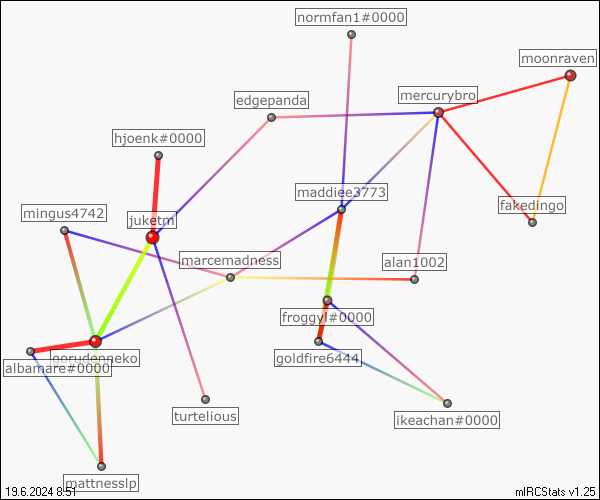 normfan1#0000
moonraven
mercurybro
edgepanda
hjoenk#0000
maddiee3773
fakedingo
mingus4742
juketm
marcemadness
alan1002
froggyl#0000
gorudenneko
goldfire6444
albamare#0000
turtelious
ikeachan#0000
mattnesslp
19.6.2024 8:51
mIRCStats v1.25